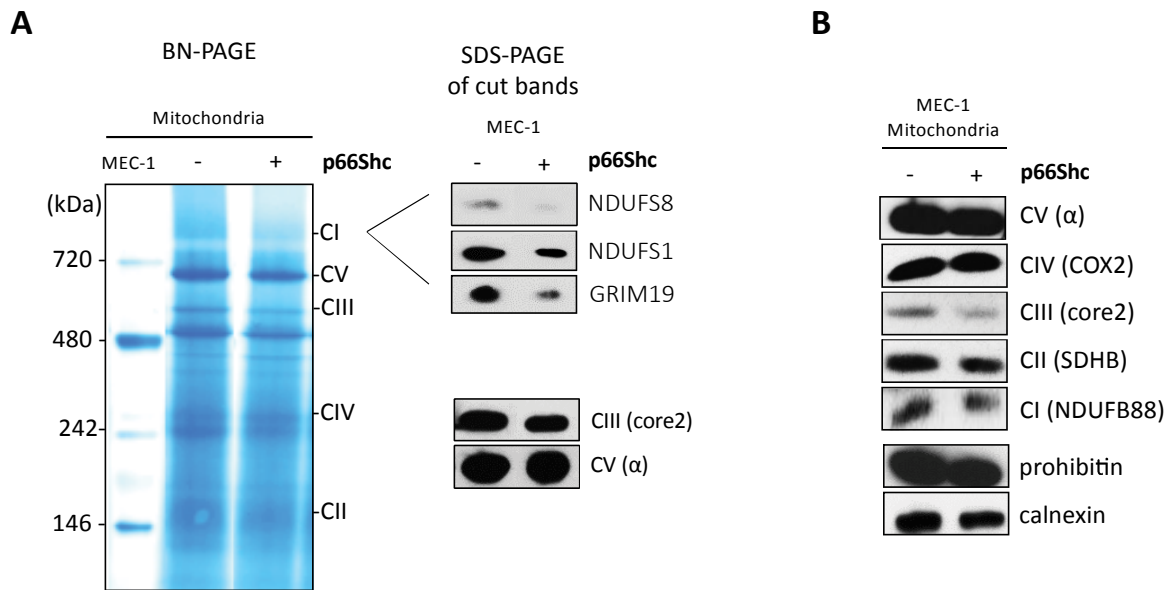 A
BN-PAGE
Mitochondria
MEC-1 - + p66Shc
(kDa)
720
480
242
146
CI
CV
CIII
CIV
CII
SDS-PAGE
of cut bands
MEC-1
- + p66Shc
NDUFS8
NDUFS1
GRIM19
CIII (core2)
CV (α)
B
MEC-1
Mitochondria
p66Shc
- +
CV (α)
CIV (COX2)
CIII (core2)
CII (SDHB)
CI (NDUFB88)
prohibitin
calnexin